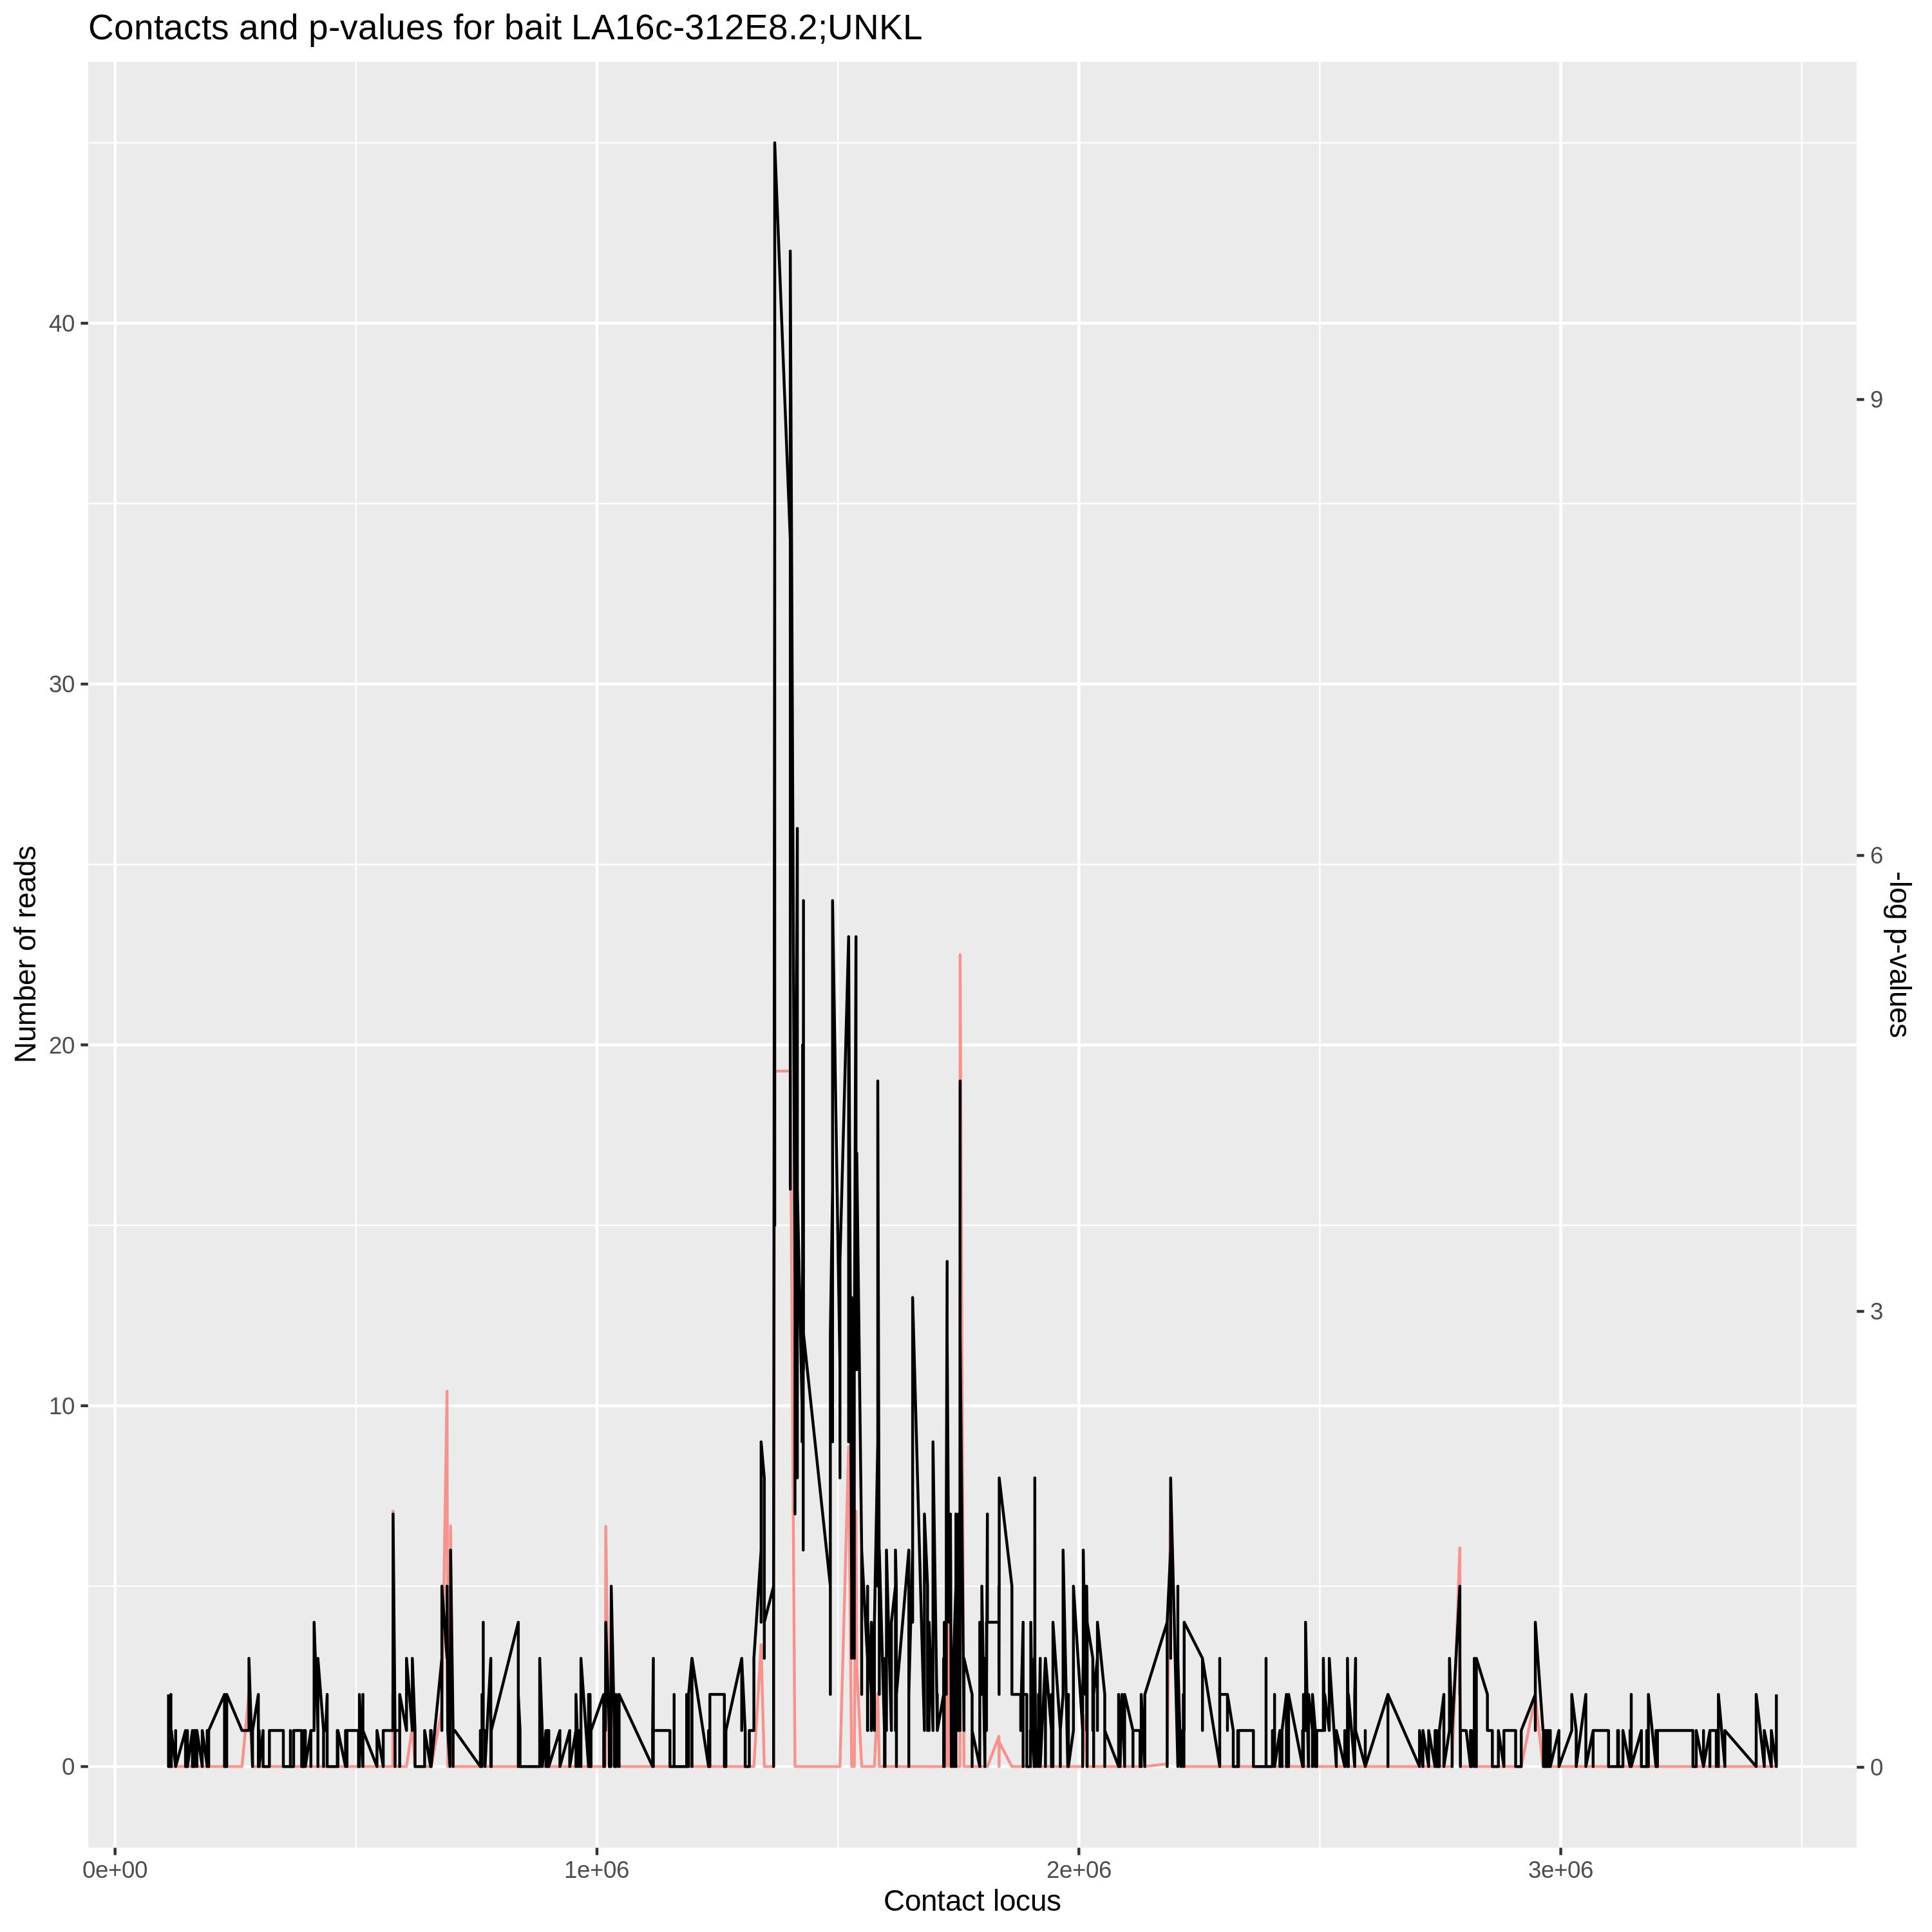 Contacts and p-values for bait LA16c-312E8.2;UNKL
40
30
20
10
0
Number of reads
9
6
3
0
-log p-values
0e+00 1e+06 2e+06 3e+06
Contact locus